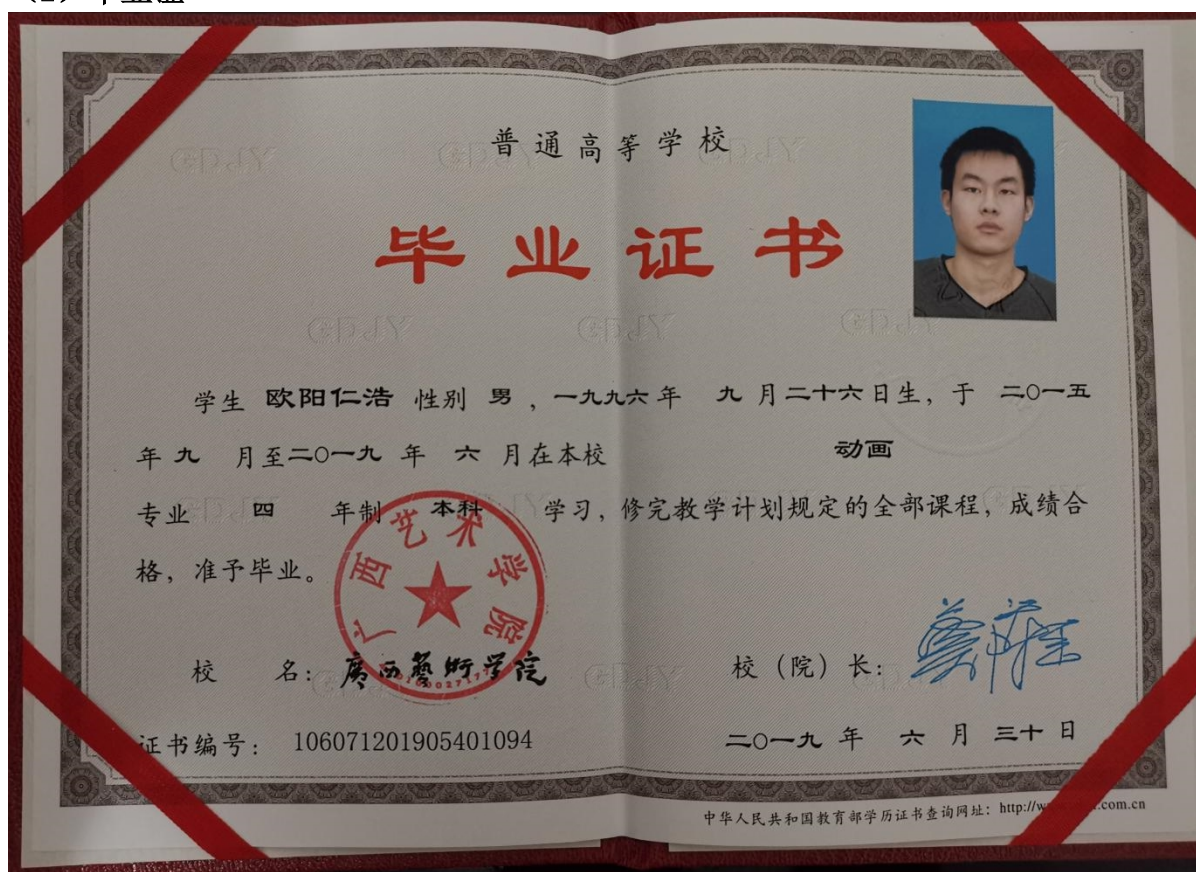 普通高等学校
毕业证书
学生 欧阳仁浩 性别 男 ，一九九六年 九 月二十六日生，于 二〇一五
年 九 月至二〇一九 年 六 月在本校 动画
专业 四 年制 本科 学习，修完教学计划规定的全部课程，成绩合
格，准予毕业。
广西艺术学院
校 名：廣西藝術学院
校（院）长：
证书编号： 106071201905401094
二〇一九 年 六 月 三十 日
中华人民共和国教育部学历证书查询网址：http://w
.com.cn